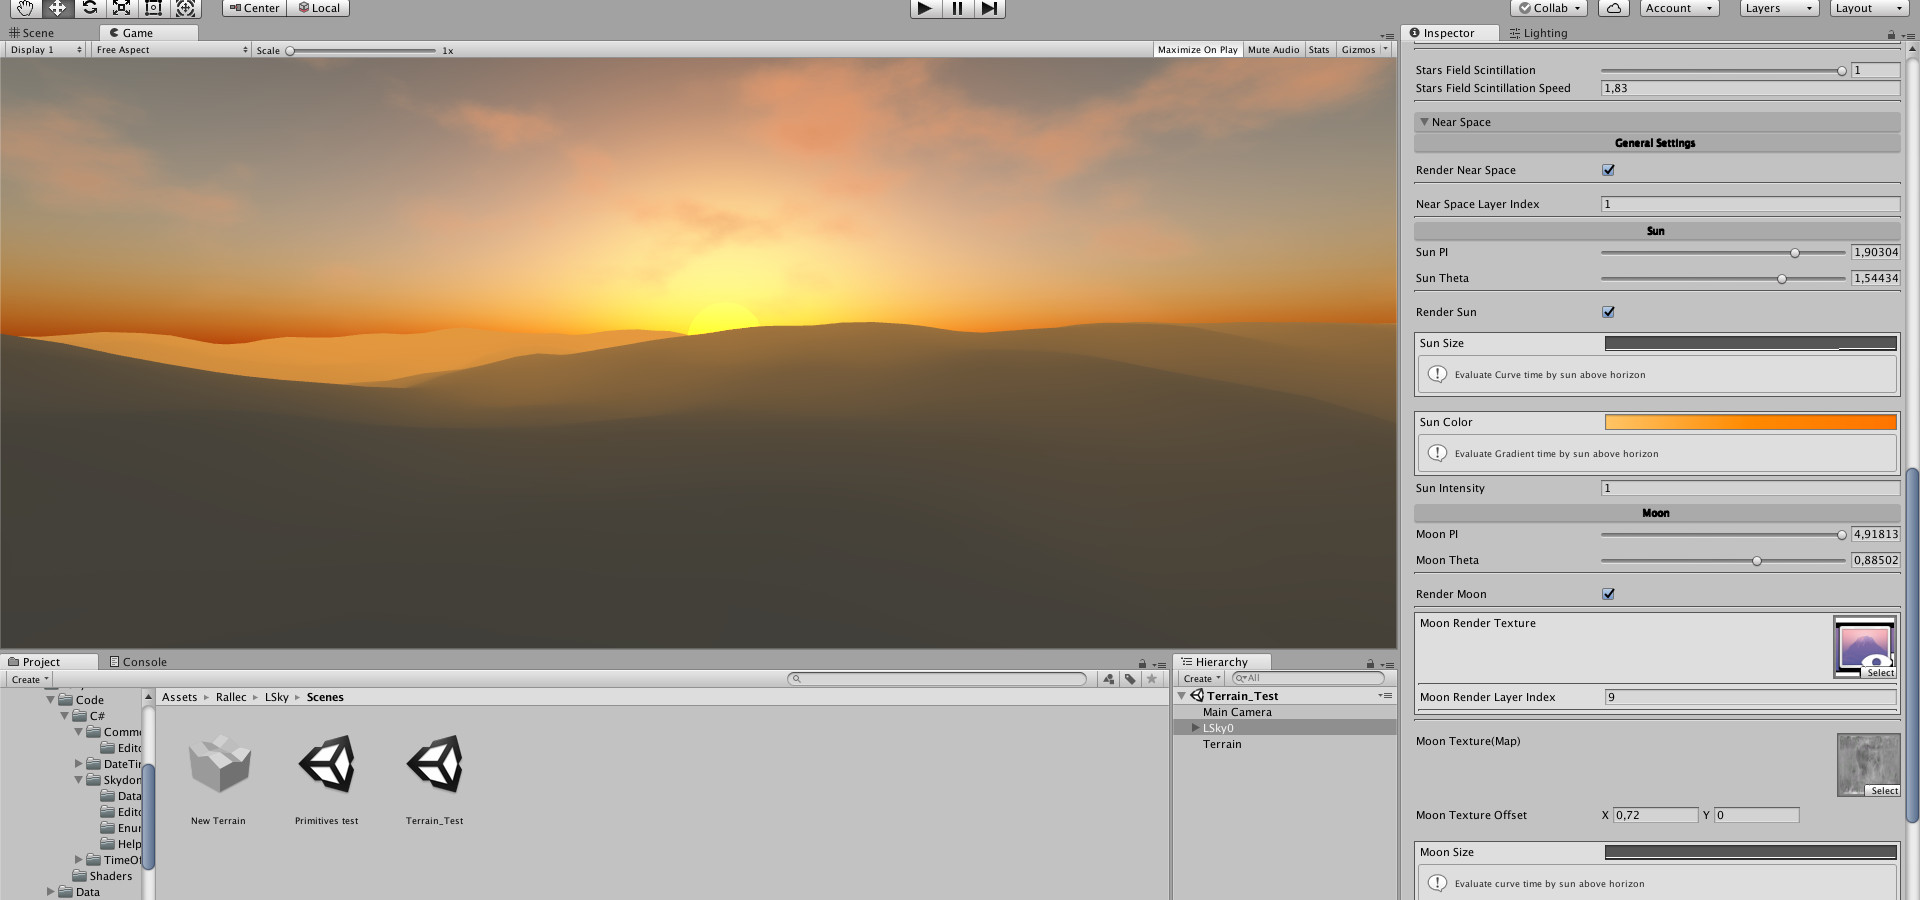 Center
Local
Collab
Account
Layers
Layout
Scene
Game
Inspector
Lighting
Display 1
Free Aspect
Scale
1x
Maximize On Play
Mute Audio
Stats
Gizmos
Stars Field Scintillation
1
Stars Field Scintillation Speed
1,83
Near Space
General Settings
Render Near Space
Near Space Layer Index
1
Sun
Sun PI
1,90304
Sun Theta
1,54434
Render Sun
Sun Size
Evaluate Curve time by sun above horizon
Sun Color
Evaluate Gradient time by sun above horizon
Sun Intensity
1
Moon
Moon PI
4,91813
Moon Theta
0,88502
Render Moon
Moon Render Texture
Select
Moon Render Layer Index
9
Moon Texture(Map)
Select
Moon Texture Offset
X 0,72
Y 0
Moon Size
Evaluate curve time by sun above horizon
Project
Console
Create
Code
C#
Comm
Edito
DateTi
Skydon
Data
Edito
Enu
Help
TimeO
Shaders
Data
Assets
Rallec
LSky
Scenes
New Terrain
Primitives test
Terrain_Test
Hierarchy
Create
All
Terrain_Test
Main Camera
LSky0
Terrain